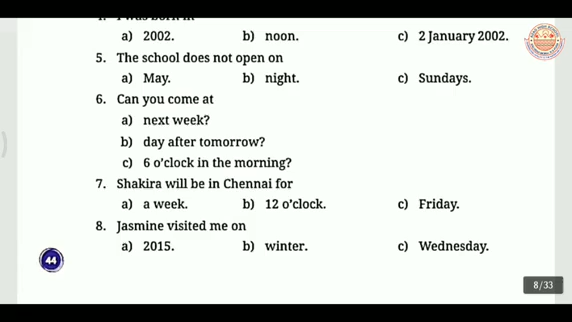 a) 2002. b) noon. c) 2 January 2002.
5. The school does not open on
a) May. b) night. c) Sundays.
6. Can you come at
a) next week?
b) day after tomorrow?
c) 6 o’clock in the morning?
7. Shakira will be in Chennai for
a) a week. b) 12 o’clock. c) Friday.
8. Jasmine visited me on
a) 2015. b) winter. c) Wednesday.
44
8/33